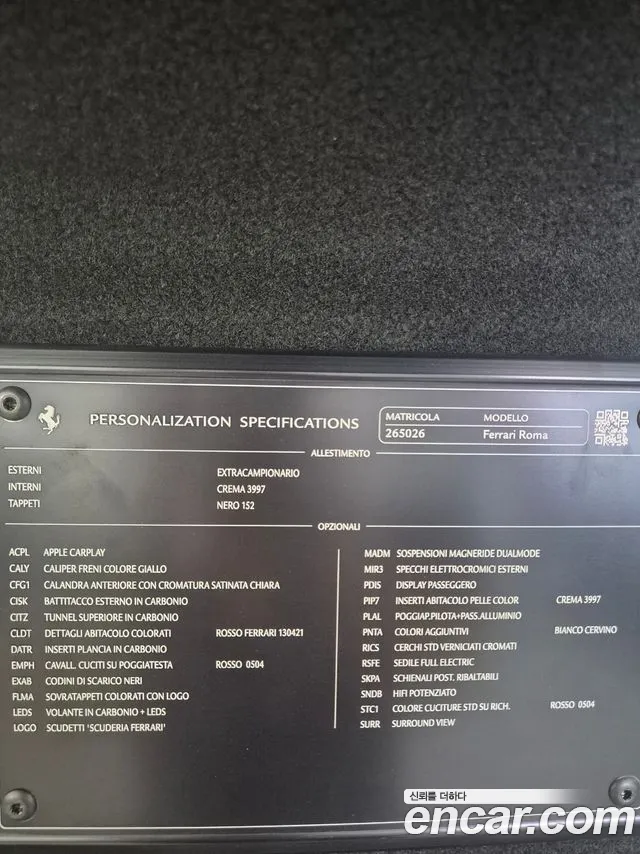 PERSONALIZATION SPECIFICATIONS
MATRICOLA MODELLO
265026 Ferrari Roma
ALLESTIMENTO
ESTERNI EXTRACAMPIONARIO
INTERNI CREMA 3997
TAPPETI NERO 152
OPZIONALI
ACPL APPLE CARPLAY
CALY CALIPER FRENI COLORE GIALLO
CFG1 CALANDRA ANTERIORE CON CROMATURA SATINATA CHIARA
CISK BATTITACCO ESTERNO IN CARBONIO
CITZ TUNNEL SUPERIORE IN CARBONIO
CLDT DETTAGLI ABITACOLO COLORATI ROSSO FERRARI 130421
DATR INSERTI PLANCIA IN CARBONIO
EMPH CAVALL. CUCITI SU POGGIATESTA ROSSO 0504
EXAB CODINI DI SCARICO NERI
FLMA SOVRATAPPETI COLORATI CON LOGO
LEDS VOLANTE IN CARBONIO + LEDS
LOGO SCUDETTI 'SCUDERIA FERRARI'
MADM SOSPENSIONI MAGNERIDE DUALMODE
MIR3 SPECCHI ELETTROCROMICI ESTERNI
PDIS DISPLAY PASSEGGERO
PIP7 INSERTI ABITACOLO PELLE COLOR CREMA 3997
PLAL POGGIAP.PILOTA+PASS.ALLUMINIO
PNTA COLORI AGGIUNTIVI BIANCO CERVINO
RICS CERCHI STD VERNICIATI CROMATI
RSFE SEDILE FULL ELECTRIC
SKPA SCHIENALI POST. RIBALTABILI
SNDB HIFI POTENZIATO
STC1 COLORE CUCITURE STD SU RICH. ROSSO 0504
SURR SURROUND VIEW
신뢰를 더하다
encar.com